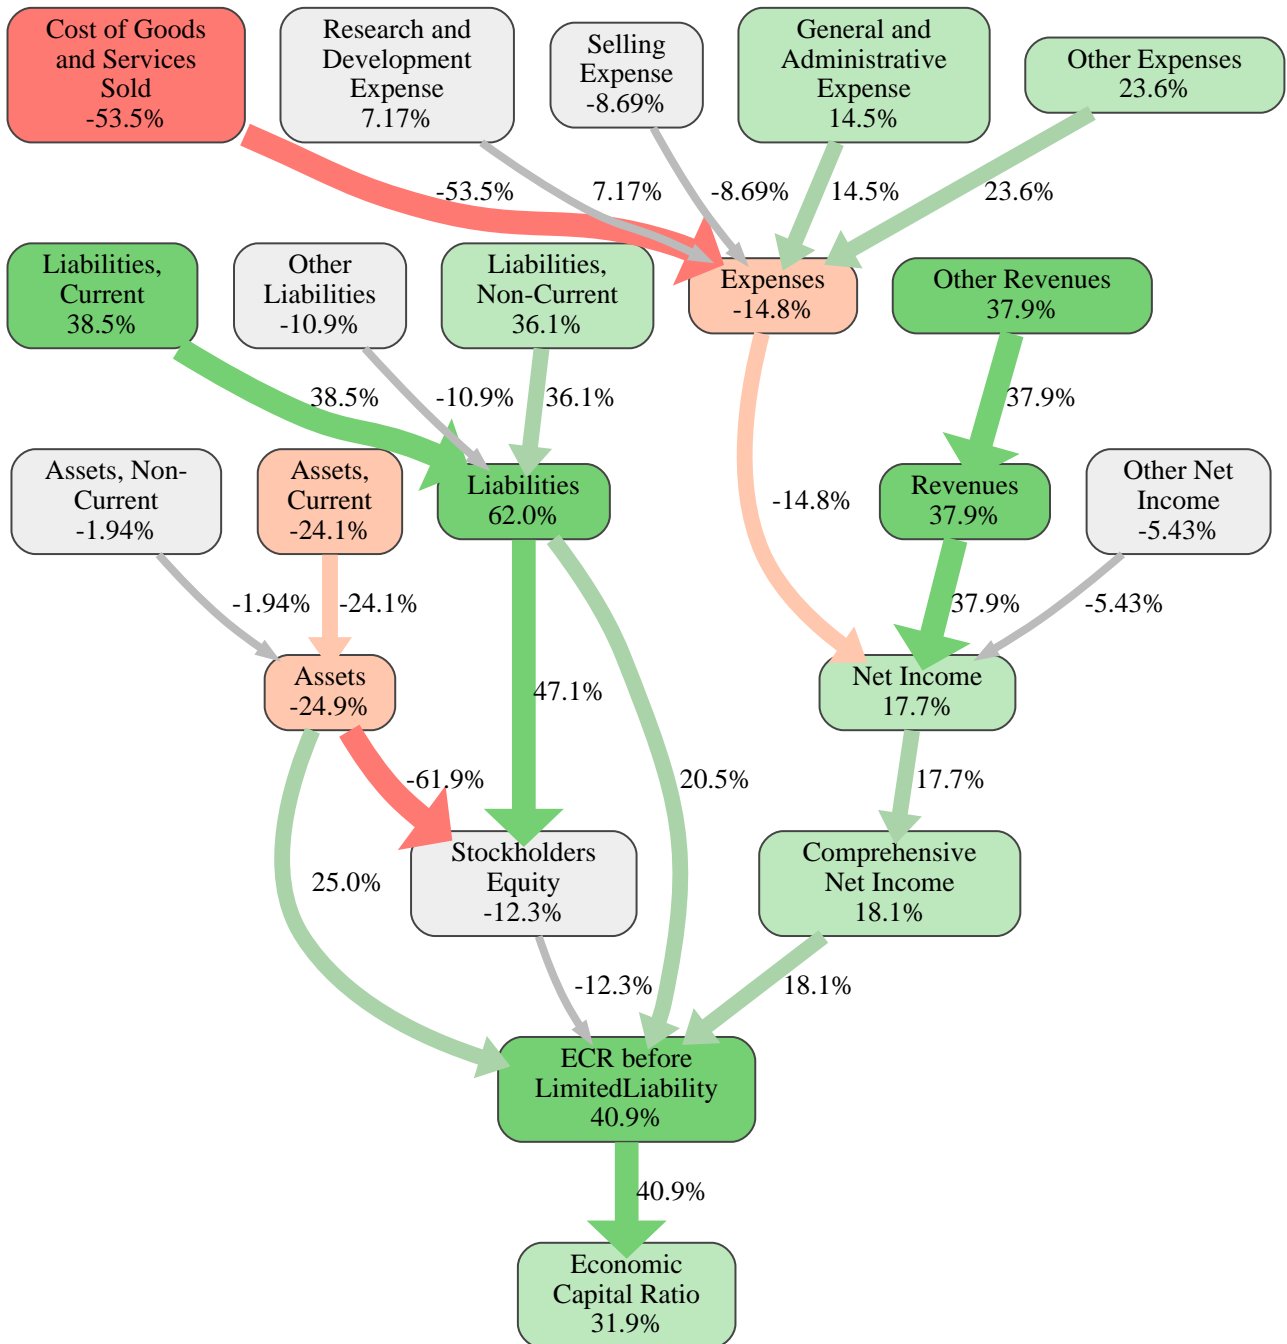 Cost of Goods
and Services
Sold
-53.5%
Research and
Development
Expense
7.17%
Selling
Expense
-8.69%
General and
Administrative
Expense
14.5%
Other Expenses
23.6%
-53.5%
7.17%
-8.69%
14.5%
23.6%
Liabilities,
Current
38.5%
Other
Liabilities
-10.9%
Liabilities,
Non-Current
36.1%
Expenses
-14.8%
Other Revenues
37.9%
38.5%
-10.9%
36.1%
37.9%
Assets, Non-
Current
-1.94%
Assets,
Current
-24.1%
Liabilities
62.0%
-14.8%
Revenues
37.9%
Other Net
Income
-5.43%
-1.94%
-24.1%
37.9%
-5.43%
Assets
-24.9%
47.1%
Net Income
17.7%
-61.9%
20.5%
17.7%
25.0%
Stockholders
Equity
-12.3%
Comprehensive
Net Income
18.1%
-12.3%
18.1%
ECR before
LimitedLiability
40.9%
40.9%
Economic
Capital Ratio
31.9%